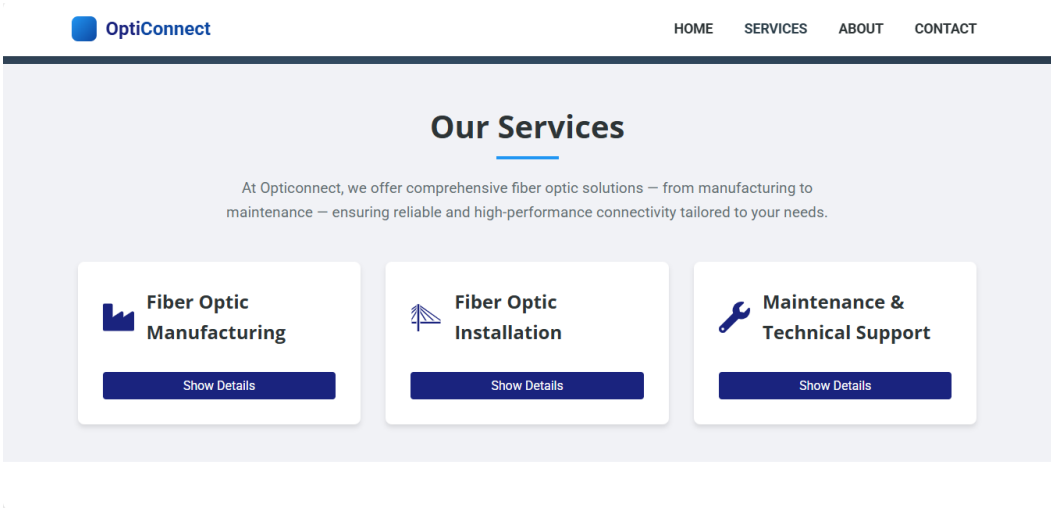 OptiConnect
HOME SERVICES ABOUT CONTACT
Our Services
At Opticonnect, we offer comprehensive fiber optic solutions — from manufacturing to
maintenance — ensuring reliable and high-performance connectivity tailored to your needs.
Fiber Optic
Manufacturing
Show Details
Fiber Optic
Installation
Show Details
Maintenance &
Technical Support
Show Details